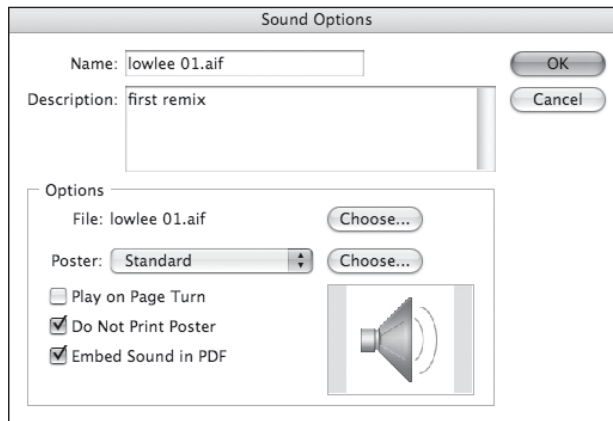 Sound Options
Name: lowlee 01.aif
OK
Description: first remix
Cancel
Options
File: lowlee 01.aif
Choose...
Poster: Standard
Choose...
Play on Page Turn
Do Not Print Poster
Embed Sound in PDF